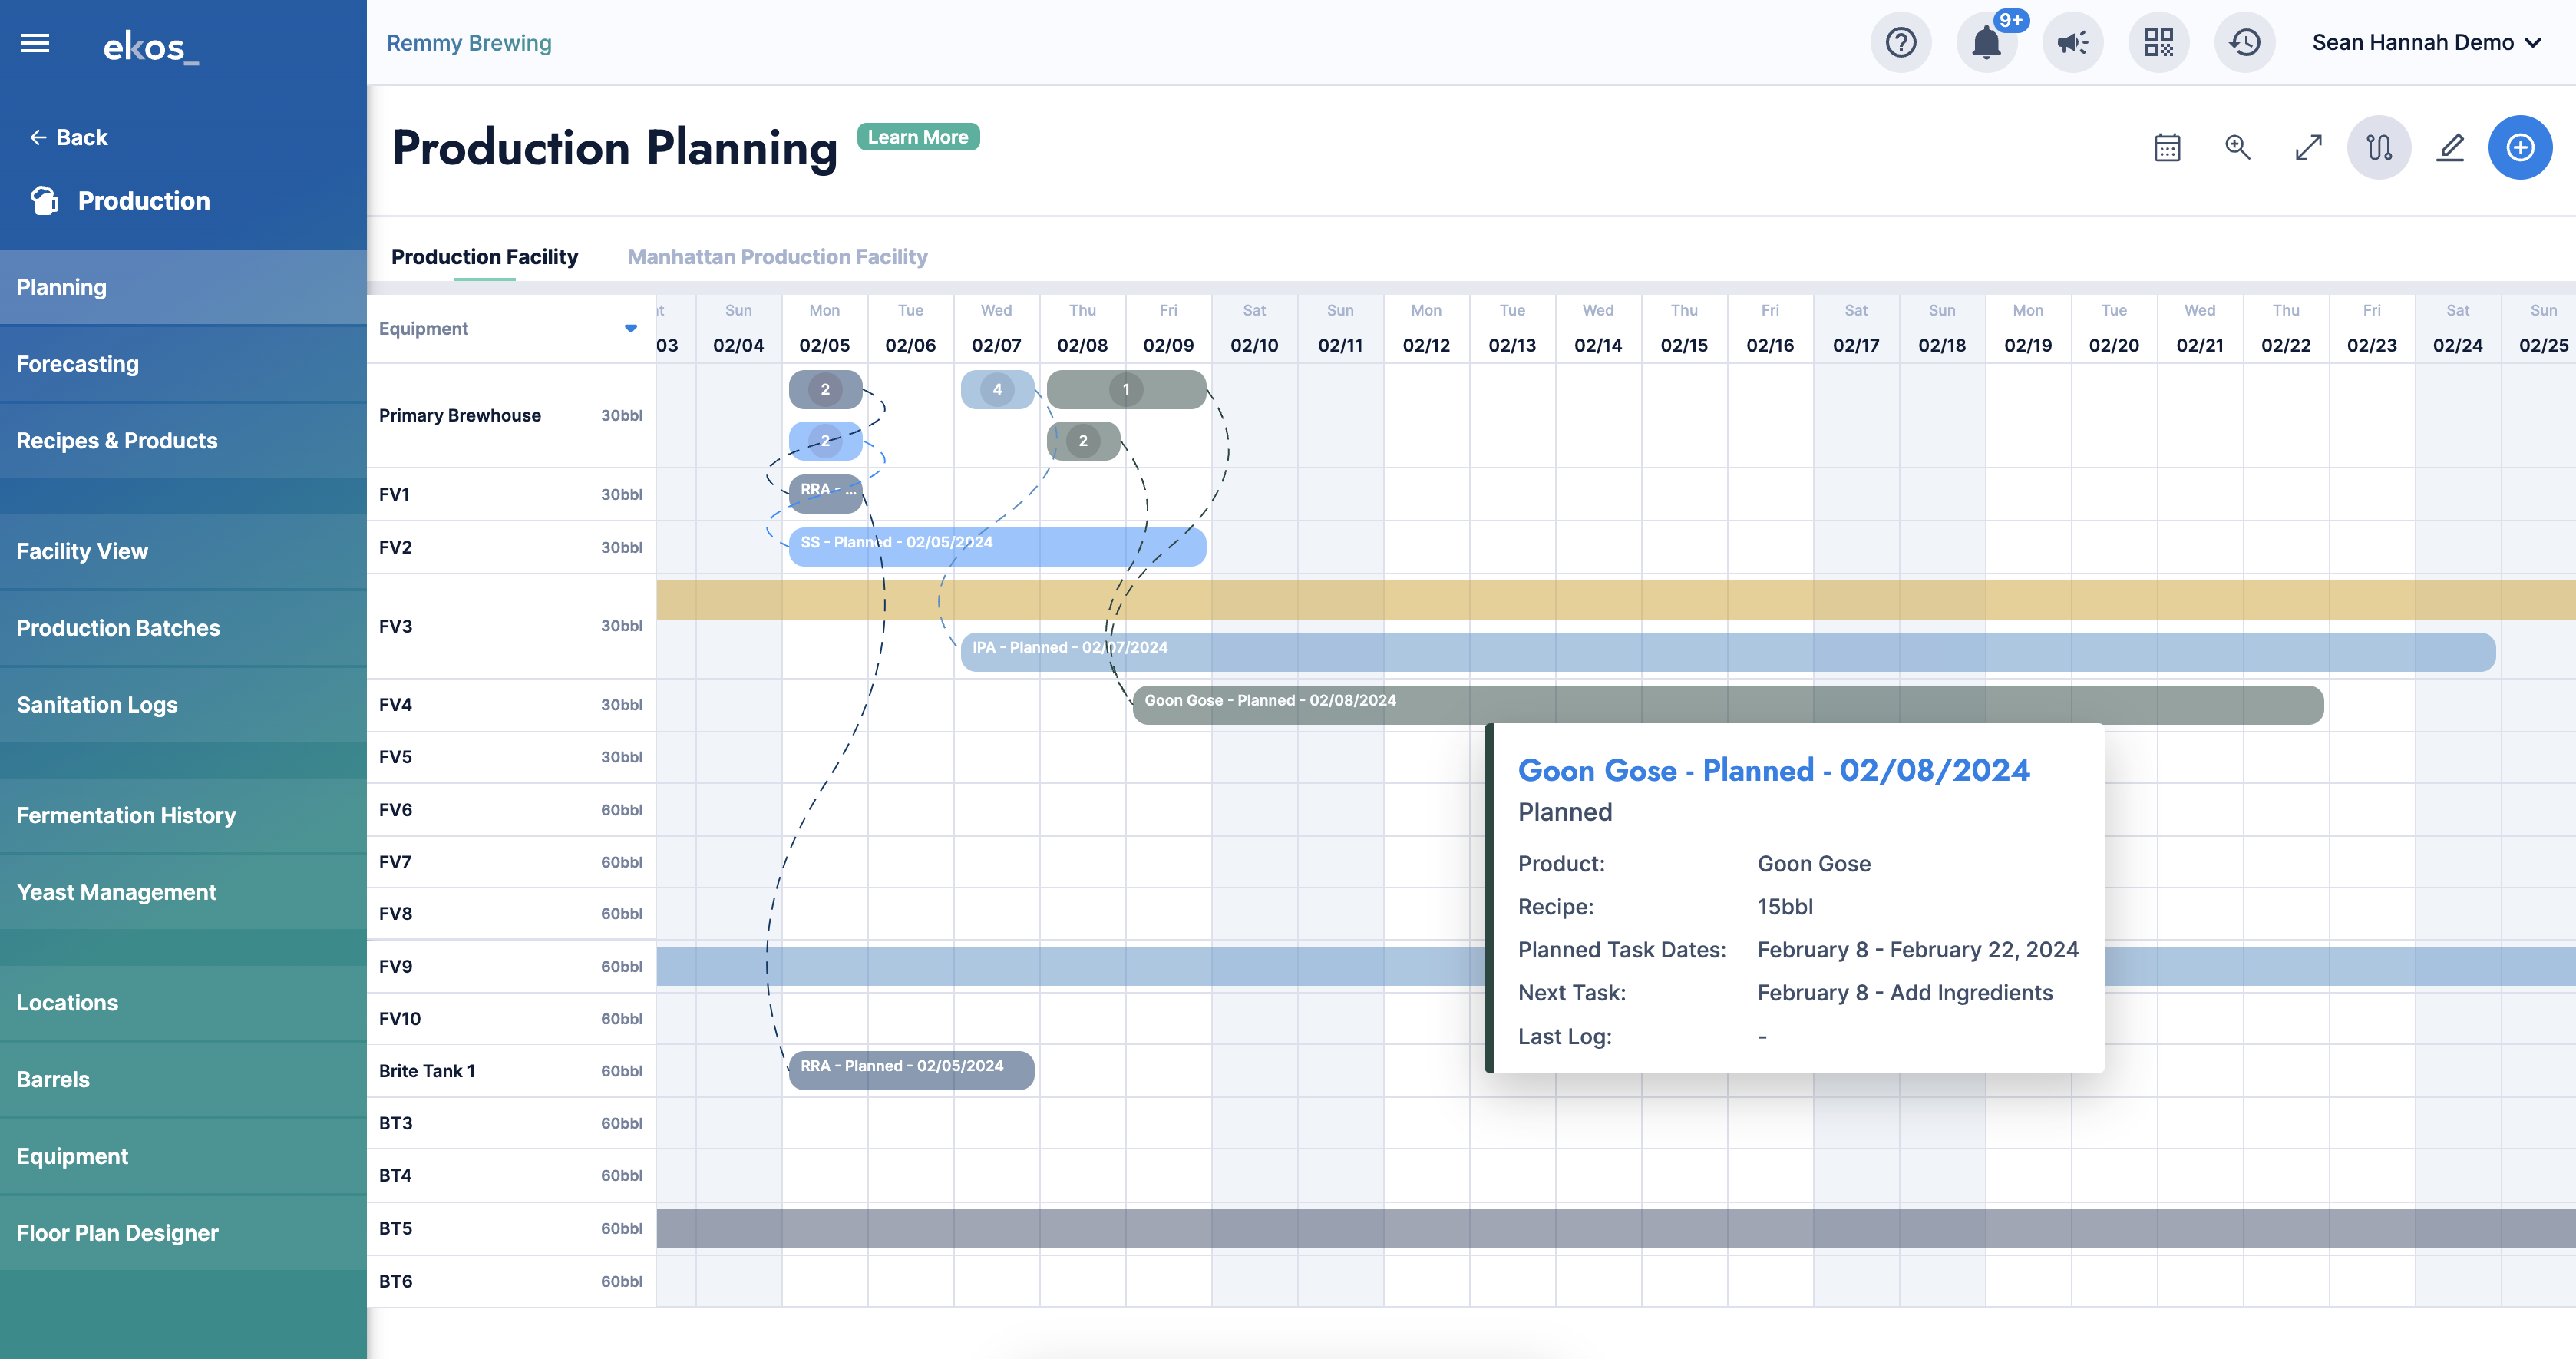 ekos_
Remmy Brewing
9+
Sean Hannah Demo
Back
Production
Planning
Forecasting
Recipes & Products
Facility View
Production Batches
Sanitation Logs
Fermentation History
Yeast Management
Locations
Barrels
Equipment
Floor Plan Designer
Production Planning
Learn More
Production Facility
Manhattan Production Facility
Equipment
t Sun Mon Tue Wed Thu Fri Sat Sun Mon Tue Wed Thu Fri Sat Sun Mon Tue Wed Thu Fri Sat Sun
03 02/04 02/05 02/06 02/07 02/08 02/09 02/10 02/11 02/12 02/13 02/14 02/15 02/16 02/17 02/18 02/19 02/20 02/21 02/22 02/23 02/24 02/25
2 4 1
Primary Brewhouse 30bbl
2 2
FV1 30bbl RRA - ...
FV2 30bbl SS - Planned - 02/05/2024
FV3 30bbl
IPA - Planned - 02/07/2024
FV4 30bbl Goon Gose - Planned - 02/08/2024
FV5 30bbl
FV6 60bbl
FV7 60bbl
FV8 60bbl
FV9 60bbl
FV10 60bbl
Brite Tank 1 60bbl RRA - Planned - 02/05/2024
BT3 60bbl
BT4 60bbl
BT5 60bbl
BT6 60bbl
Goon Gose - Planned - 02/08/2024
Planned
Product: Goon Gose
Recipe: 15bbl
Planned Task Dates: February 8 - February 22, 2024
Next Task: February 8 - Add Ingredients
Last Log: -